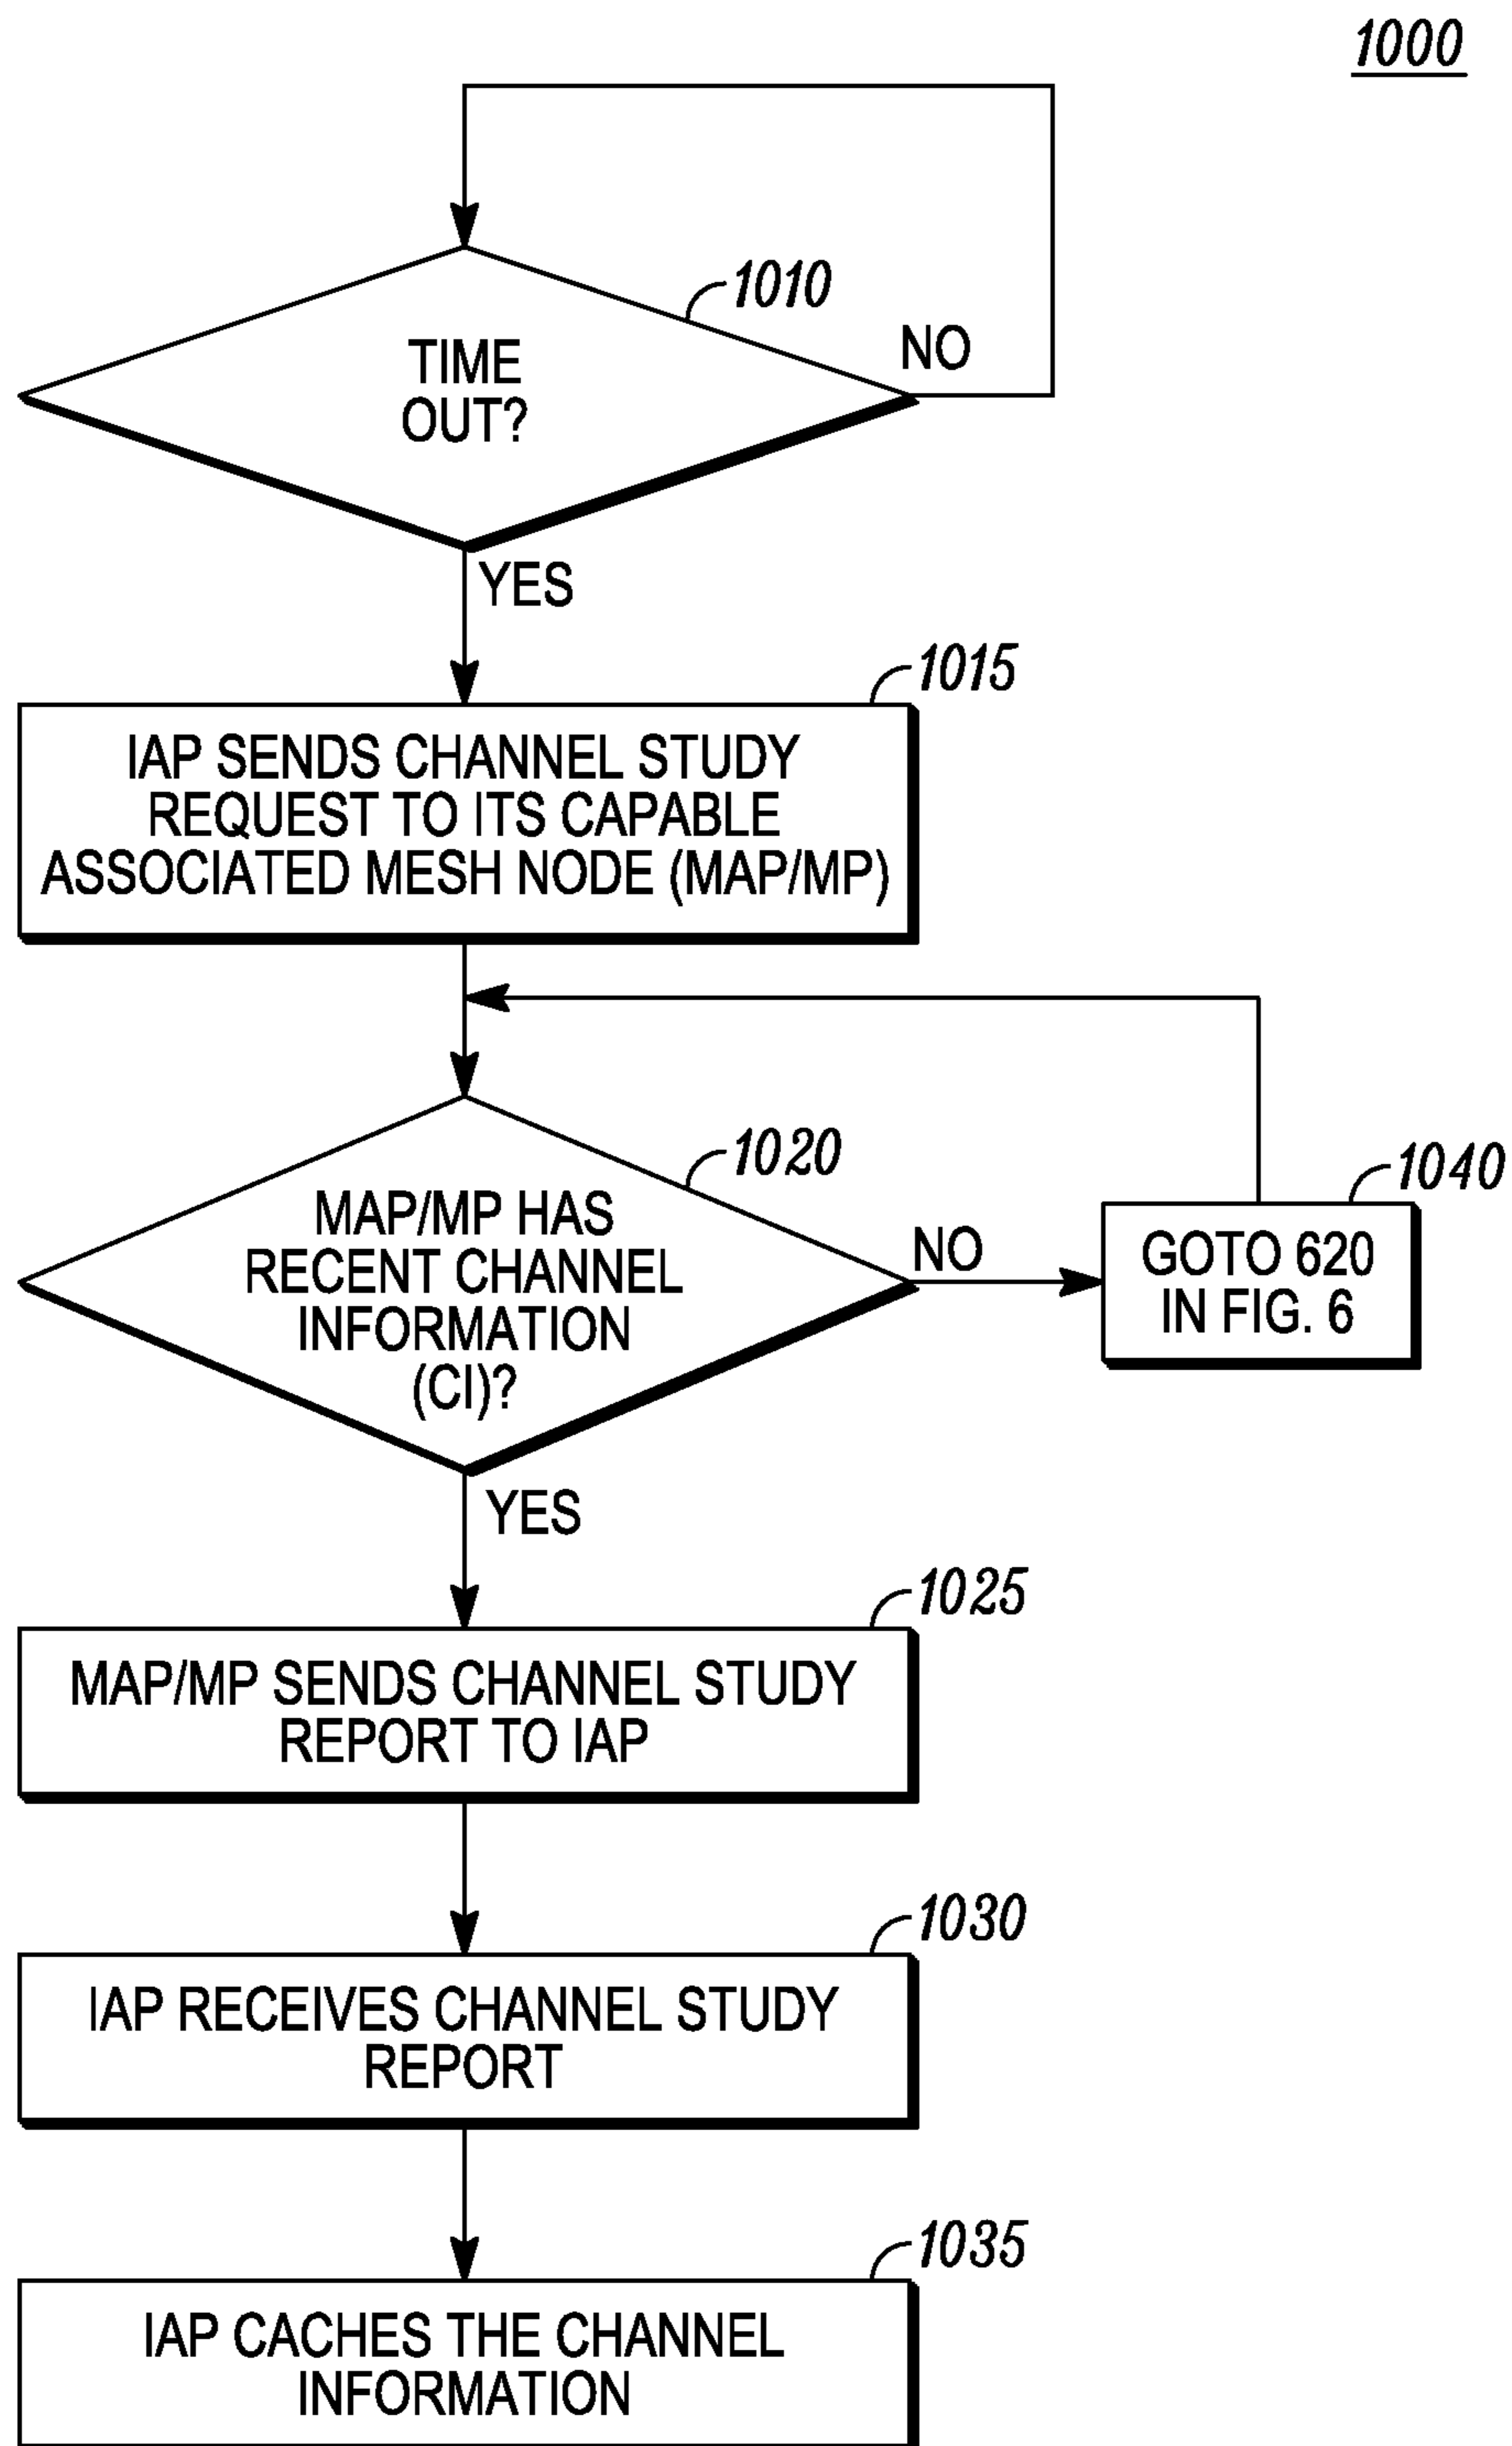 1000
1010
TIME
OUT?
NO
YES
1015
IAP SENDS CHANNEL STUDY
REQUEST TO ITS CAPABLE
ASSOCIATED MESH NODE (MAP/MP)
1020
MAP/MP HAS
RECENT CHANNEL
INFORMATION
(CI)?
NO
1040
GOTO 620
IN FIG. 6
YES
1025
MAP/MP SENDS CHANNEL STUDY
REPORT TO IAP
1030
IAP RECEIVES CHANNEL STUDY
REPORT
1035
IAP CACHES THE CHANNEL
INFORMATION